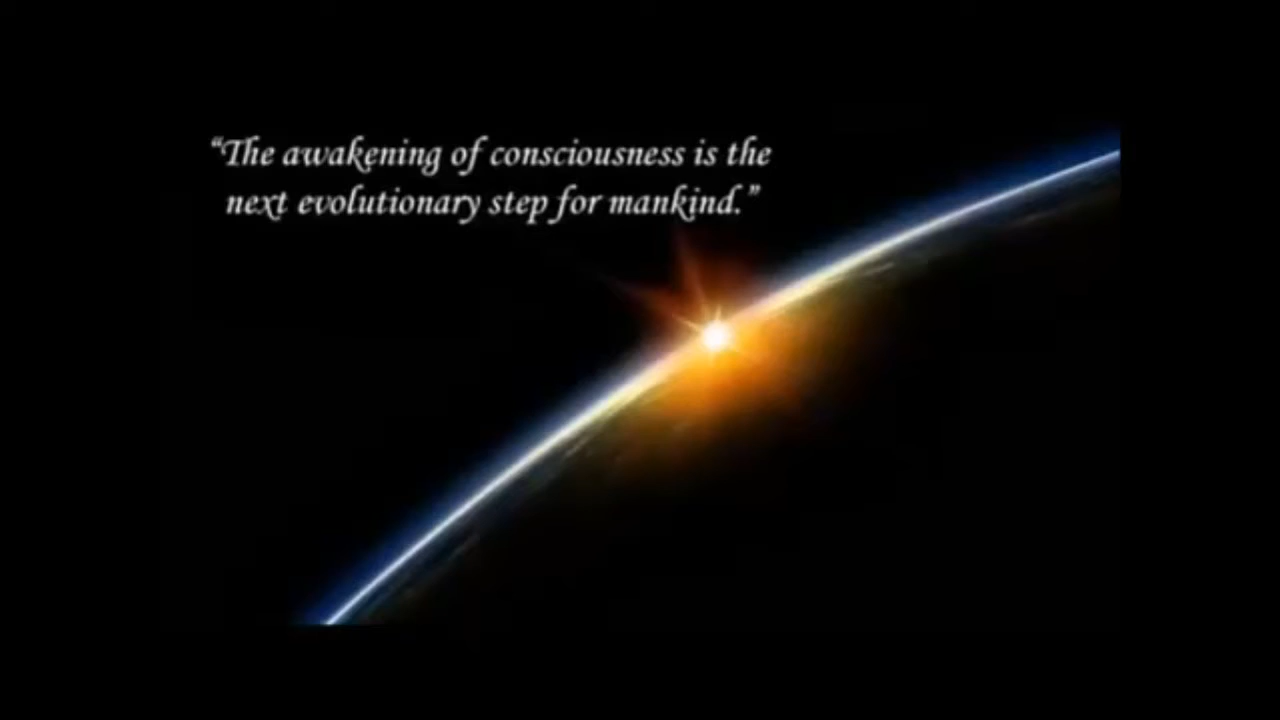 “The awakening of consciousness is the
next evolutionary step for mankind.”